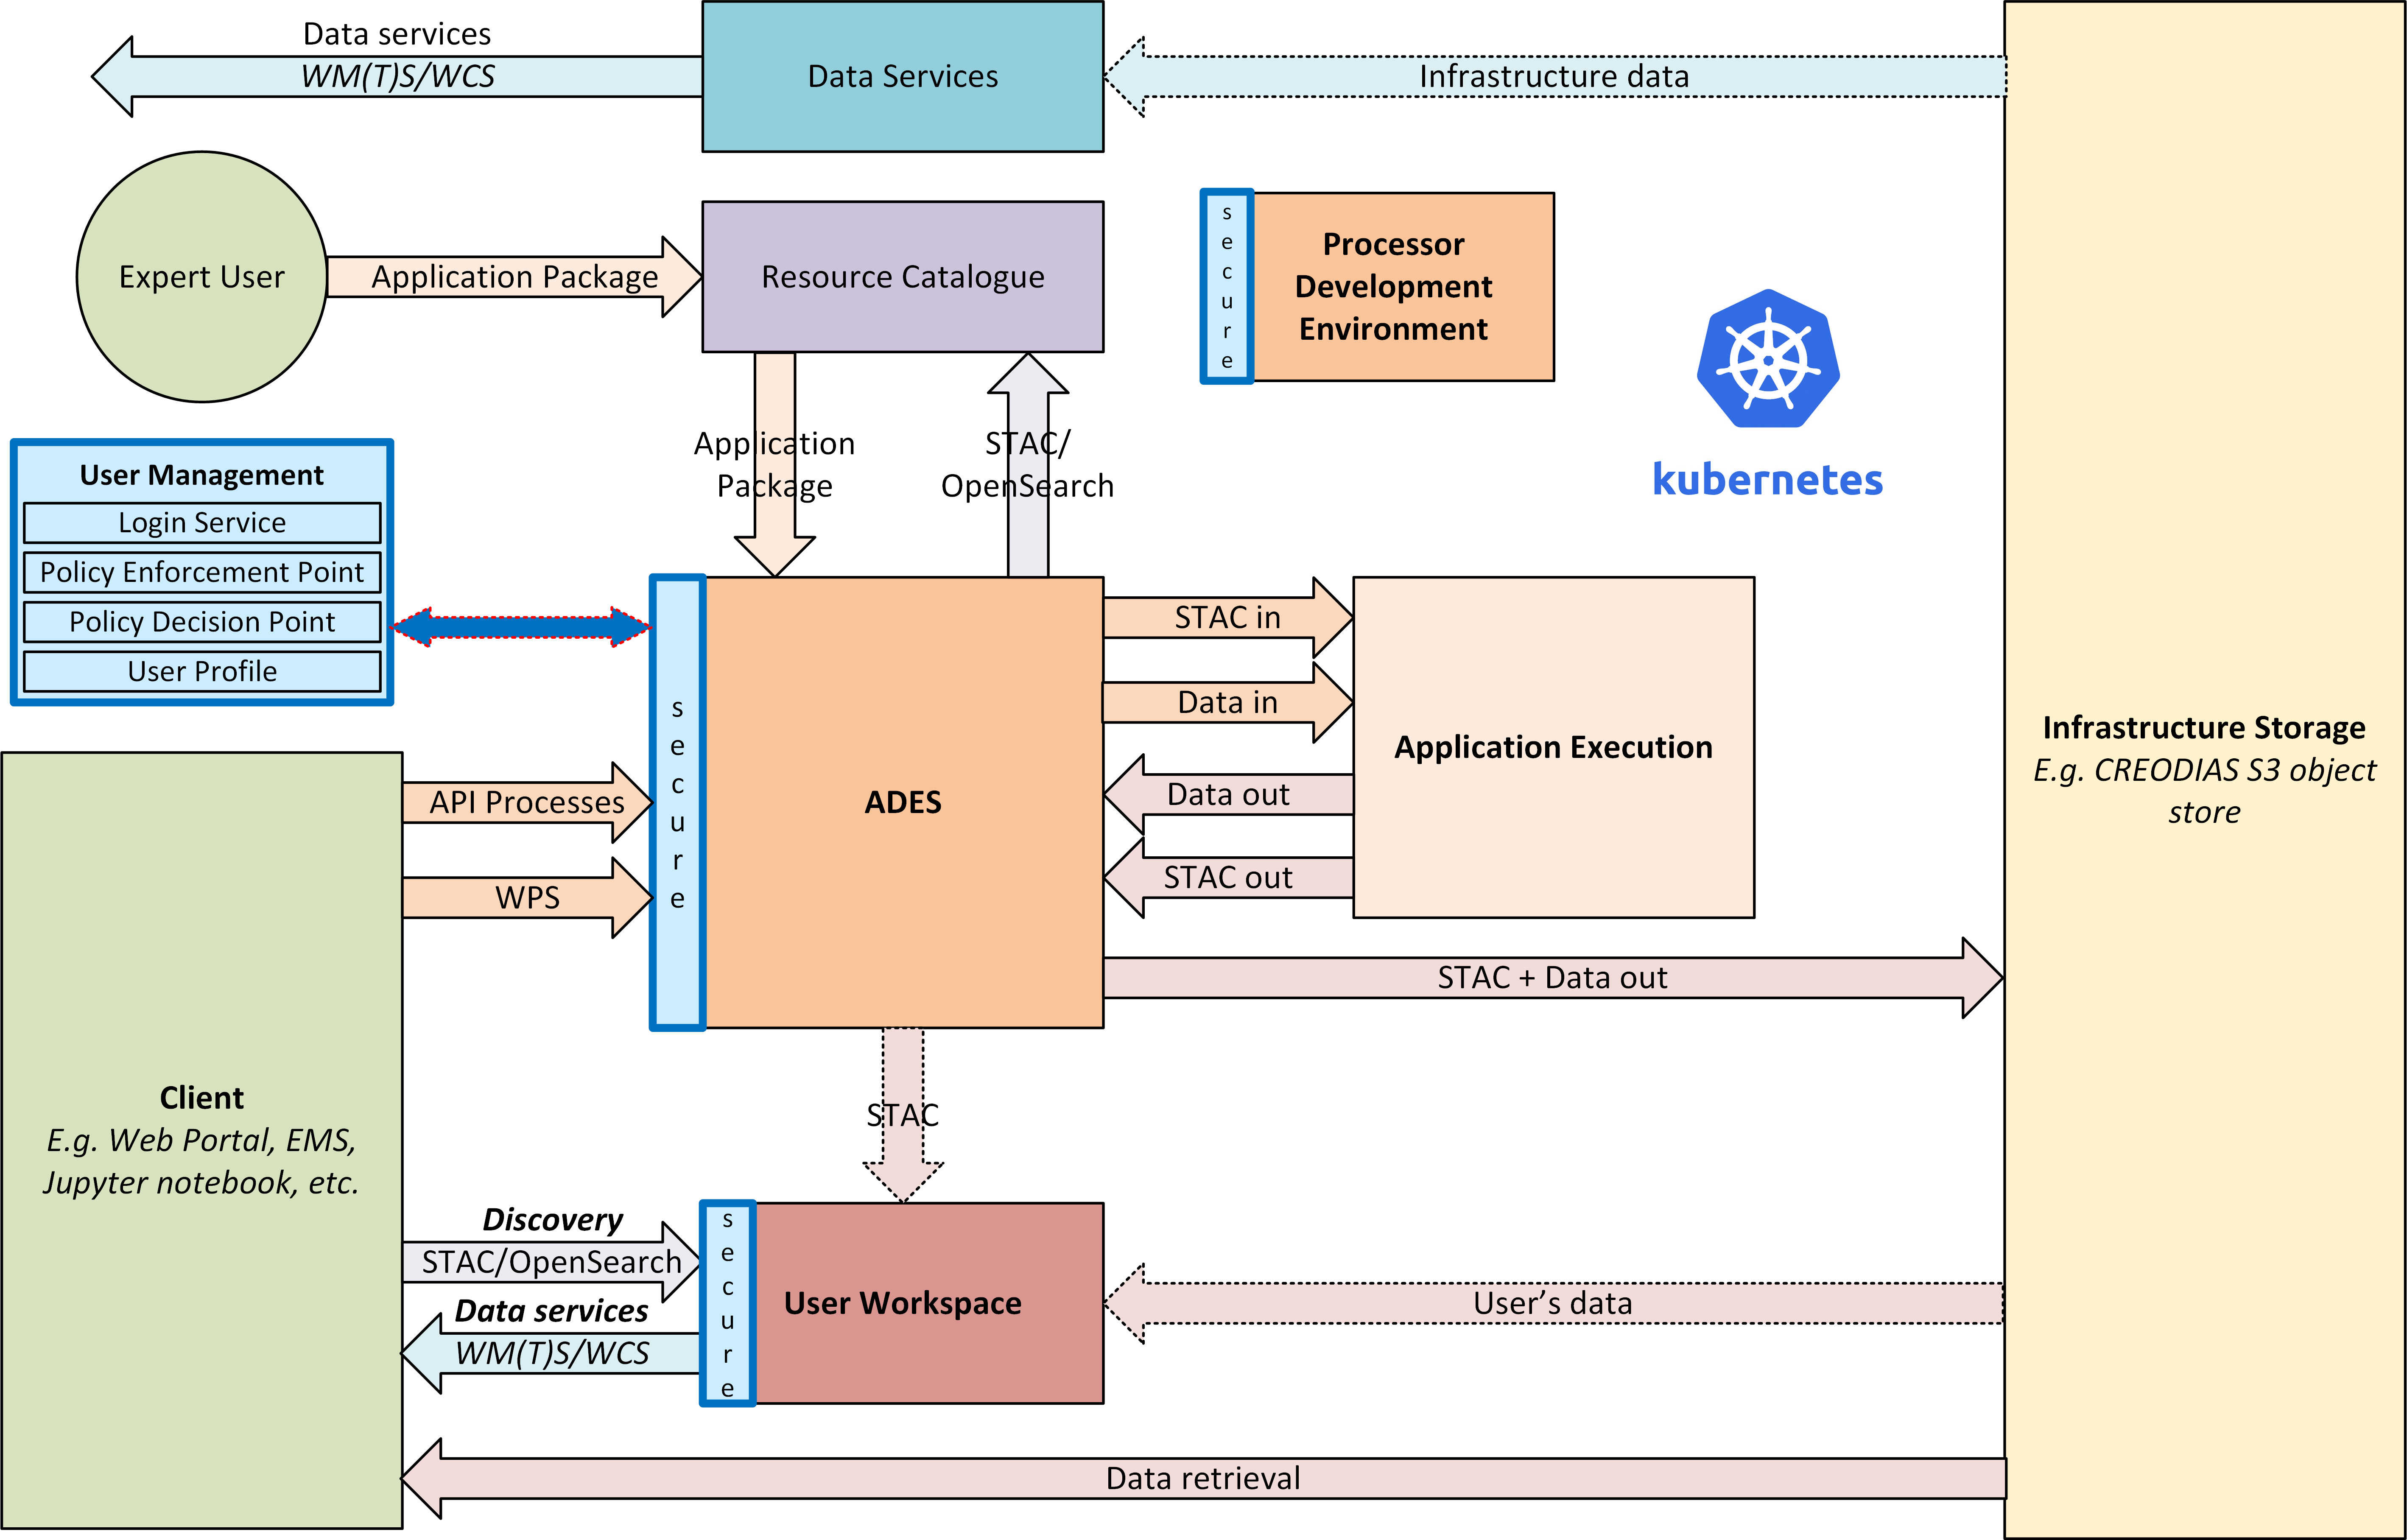 Data services
WM(T)S/WCS
Data Services
Infrastructure data
Expert User
Application Package
Resource Catalogue
s
e
c
u
r
e
Processor
Development
Environment
kubernetes
Application
Package
STAC/
OpenSearch
User Management
Login Service
Policy Enforcement Point
Policy Decision Point
User Profile
s
e
c
u
r
e
ADES
STAC in
Data in
Data out
STAC out
Application Execution
Infrastructure Storage
E.g. CREODIAS S3 object
store
API Processes
WPS
STAC + Data out
Client
E.g. Web Portal, EMS,
Jupyter notebook, etc.
STAC
Discovery
STAC/OpenSearch
Data services
WM(T)S/WCS
s
e
c
u
r
e
User Workspace
User’s data
Data retrieval